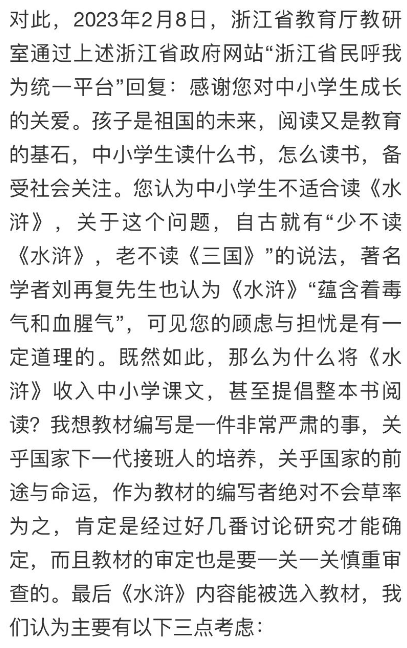 对此，2023年2月8日，浙江省教育厅教研
室通过上述浙江省政府网站“浙江省民呼我
为统一平台”回复：感谢您对中小学生成长
的关爱。孩子是祖国的未来，阅读又是教育
的基石，中小学生读什么书，怎么读书，备
受社会关注。您认为中小学生不适合读《水
浒》，关于这个问题，自古就有“少不读
《水浒》，老不读《三国》”的说法，著名
学者刘再复先生也认为《水浒》“蕴含着毒
气和血腥气”，可见您的顾虑与担忧是有一
定道理的。既然如此，那么为什么将《水
浒》收入中小学课文，甚至提倡整本书阅
读？我想教材编写是一件非常严肃的事，关
乎国家下一代接班人的培养，关乎国家的前
途与命运，作为教材的编写者绝对不会草率
为之，肯定是经过好几番讨论研究才能确
定，而且教材的审定也是要一关一关慎重审
查的。最后《水浒》内容能被选入教材，我
们认为主要有以下三点考虑：